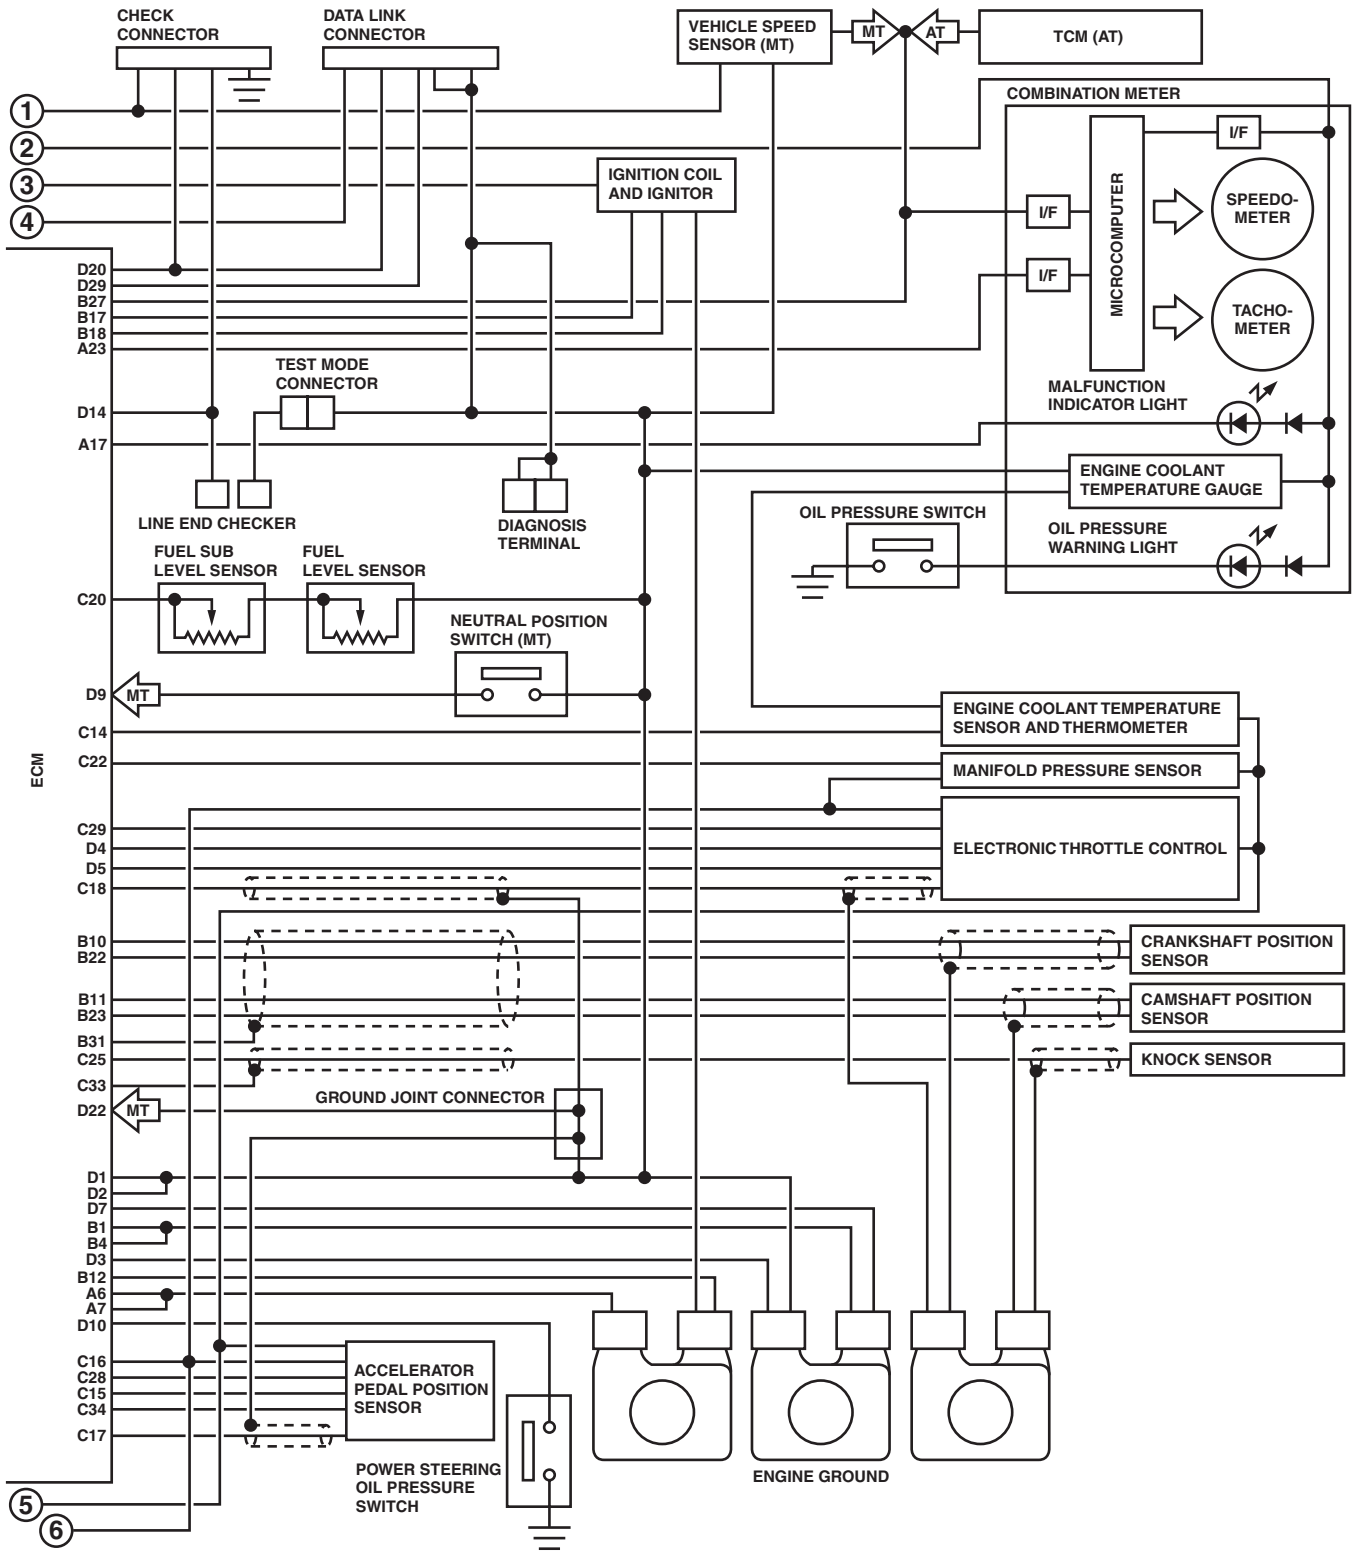 CHECK
CONNECTOR
DATA LINK
CONNECTOR
VEHICLE SPEED
SENSOR (MT)
MT
AT
TCM (AT)
COMBINATION METER
1
2
3
4
IGNITION COIL
AND IGNITOR
I/F
I/F
I/F
MICROCOMPUTER
SPEEDO-
METER
TACHO-
METER
D20
D29
B27
B17
B18
A23
TEST MODE
CONNECTOR
MALFUNCTION
INDICATOR LIGHT
D14
A17
ENGINE COOLANT
TEMPERATURE GAUGE
LINE END CHECKER
DIAGNOSIS
TERMINAL
OIL PRESSURE SWITCH
OIL PRESSURE
WARNING LIGHT
FUEL SUB
LEVEL SENSOR
FUEL
LEVEL SENSOR
C20
NEUTRAL POSITION
SWITCH (MT)
D9
MT
C14
ENGINE COOLANT TEMPERATURE
SENSOR AND THERMOMETER
ECM
C22
MANIFOLD PRESSURE SENSOR
C29
D4
D5
C18
ELECTRONIC THROTTLE CONTROL
B10
B22
CRANKSHAFT POSITION
SENSOR
B11
B23
CAMSHAFT POSITION
SENSOR
B31
C25
KNOCK SENSOR
C33
D22
MT
GROUND JOINT CONNECTOR
D1
D2
D7
B1
B4
D3
B12
A6
A7
D10
C16
C28
C15
C34
C17
ACCELERATOR
PEDAL POSITION
SENSOR
POWER STEERING
OIL PRESSURE
SWITCH
ENGINE GROUND
5
6